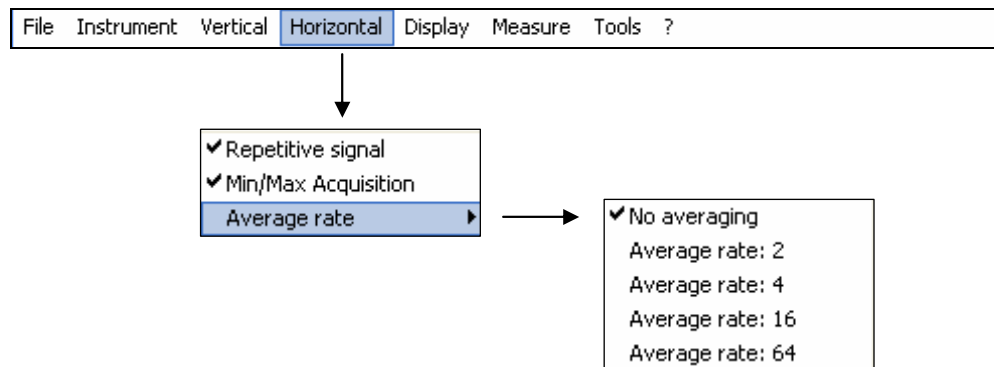 File Instrument Vertical Horizontal Display Measure Tools ?
Repetitive signal
Min/Max Acquisition
Average rate
No averaging
Average rate: 2
Average rate: 4
Average rate: 16
Average rate: 64